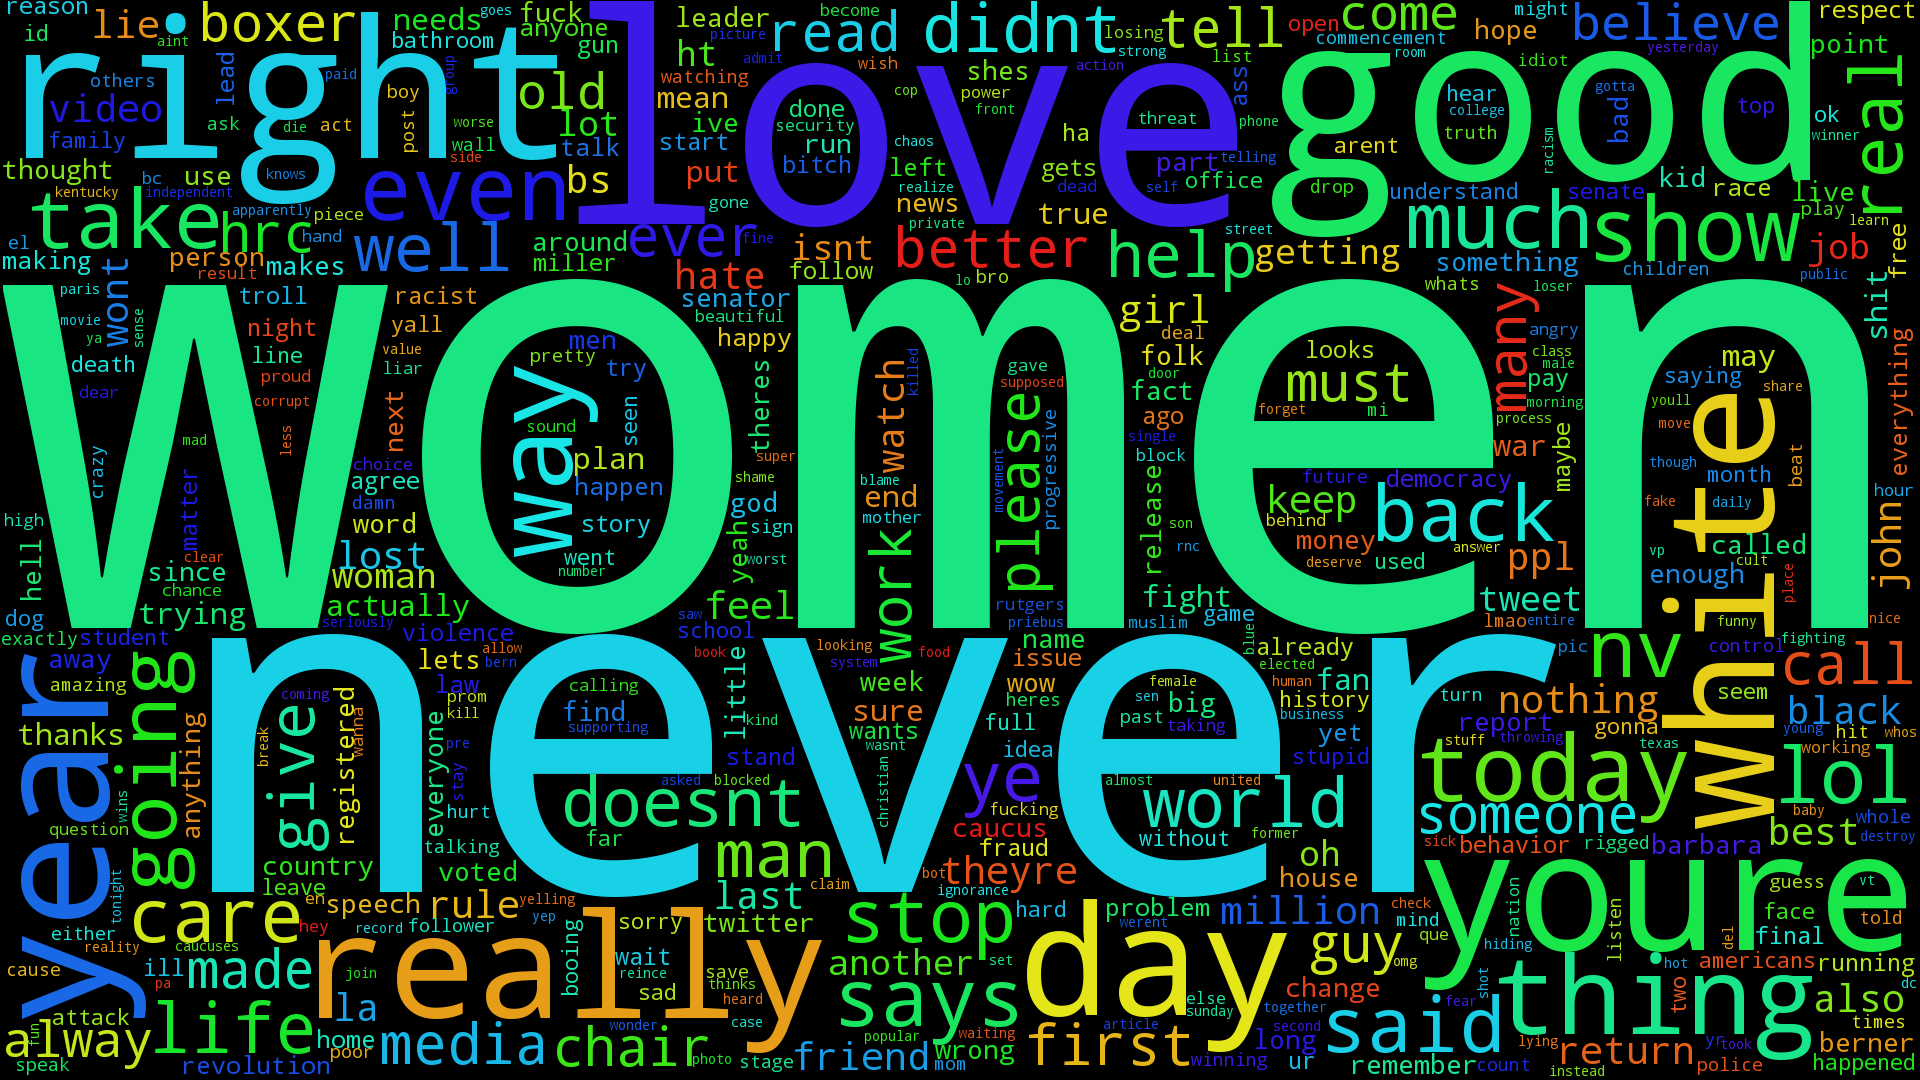 women
never
love
right
good
really
day
white
youre
year
thing
today
take
even
well
show
much
back
said
life
man
media
stop
says
going
care
boxer
read
didnt
tell
come
believe
real
reason
id
lie
aint
needs
goes
fuck
anyone
bathroom
leader
become
ht
gun
old
lot
talk
video
others
family
lead
paid
group
boy
post
worse
wall
side
ask
die
act
thought
bc
use
knows
kentucky
independent
apparently
piece
hand
hrc
el
making
person
result
makes
wont
bs
ever
fine
around
miller
hate
picture
watching
mean
ive
start
put
gone
wish
admit
losing
strong
list
action
shes
power
front
cop
done
security
run
bitch
chaos
left
realize
news
private
isnt
follow
better
lo
bro
ha
gets
dead
true
self
threat
part
telling
office
street
ass
phone
help
getting
open
commencement
room
hope
might
idiot
hear
college
truth
arent
drop
understand
senate
racism
gotta
bad
yesterday
top
respect
point
ok
winner
kid
race
live
play
learn
free
job
something
children
public
whats
loser
shit
paris
movie
ya
sense
troll
night
line
proud
corrupt
death
dear
racist
yall
value
liar
next
less
mad
crazy
matter
choice
agree
damn
word
lost
high
hell
dog
exactly
student
clear
since
chance
trying
woman
actually
seriously
men
pretty
try
way
sound
seen
plan
happen
story
went
number
senator
beautiful
happy
theres
super
shame
god
sign
yeah
worst
feel
watch
killed
blame
end
mother
work
please
gave
supposed
movement
progressive
rutgers
priebus
girl
deal
folk
door
fact
ago
single
block
release
son
rnc
fight
muslim
game
looks
must
mi
forget
future
democracy
keep
behind
money
deserve
used
answer
many
angry
class
male
pay
morning
process
war
maybe
ppl
tweet
lmao
entire
may
saying
share
youll
move
though
month
fake
daily
beat
vp
called
cult
enough
place
funny
john
everything
hour
nice
fighting
away
amazing
thanks
anything
question
wins
give
coming
break
registered
wanna
country
leave
violence
lets
allow
bern
law
prom
kill
pre
stay
hurt
everyone
talking
voted
saw
school
book
calling
find
supporting
doesnt
far
little
kind
stand
asked
blocked
looking
system
food
week
sure
wants
wasnt
christian
name
issue
wow
heres
full
idea
ye
fucking
caucus
fraud
theyre
bot
ignorance
claim
last
twitter
female
sen
past
big
taking
almost
united
world
without
former
blue
already
elected
human
fan
history
business
yet
stupid
oh
house
nv
pic
control
call
turn
nothing
report
gonna
stuff
throwing
texas
seem
black
young
hit
whos
working
lol
baby
whole
best
destroy
someone
sick
behavior
rigged
barbara
either
reality
tonight
cause
ill
pa
made
caucuses
alway
fun
attack
speak
revolution
en
speech
hey
record
follower
yelling
yep
rule
la
join
home
poor
booing
sorry
wait
reince
sad
save
thinks
heard
wonder
case
photo
chair
stage
mom
friend
another
set
popular
waiting
wrong
hard
problem
werent
million
check
mind
first
article
winning
else
sunday
together
change
second
long
ur
guy
omg
que
hiding
nation
listen
fear
shot
remember
count
lying
instead
return
guess
vt
face
told
final
del
hot
americans
running
dc
two
also
times
yr
took
berner
police
happened